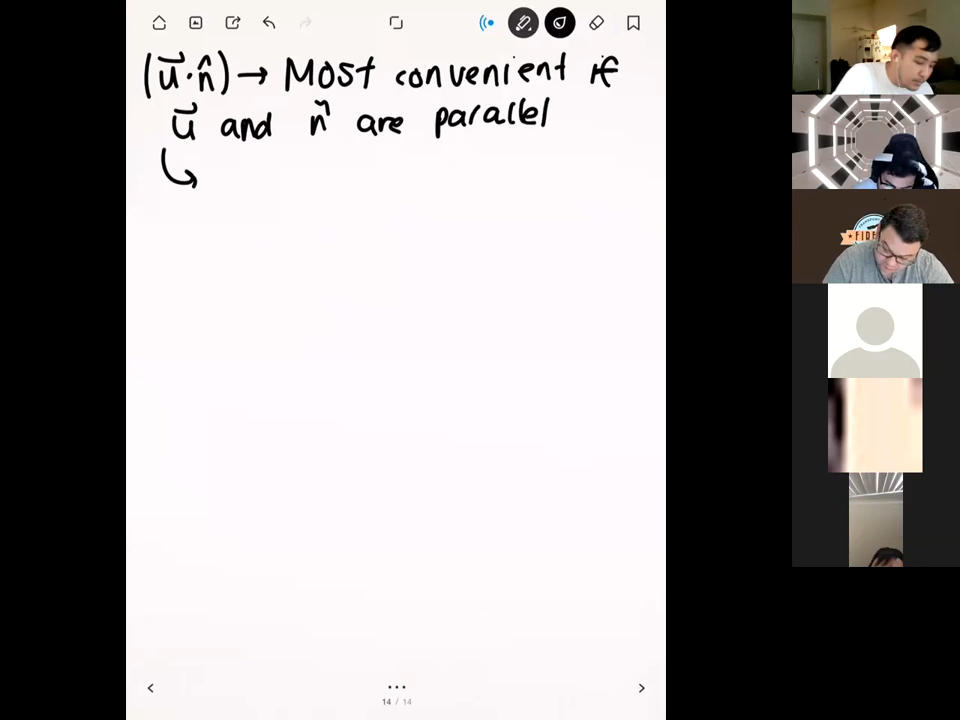 (u⃗·n̂) → Most convenient if
u⃗ and n̂ are parallel
↳
14 / 14